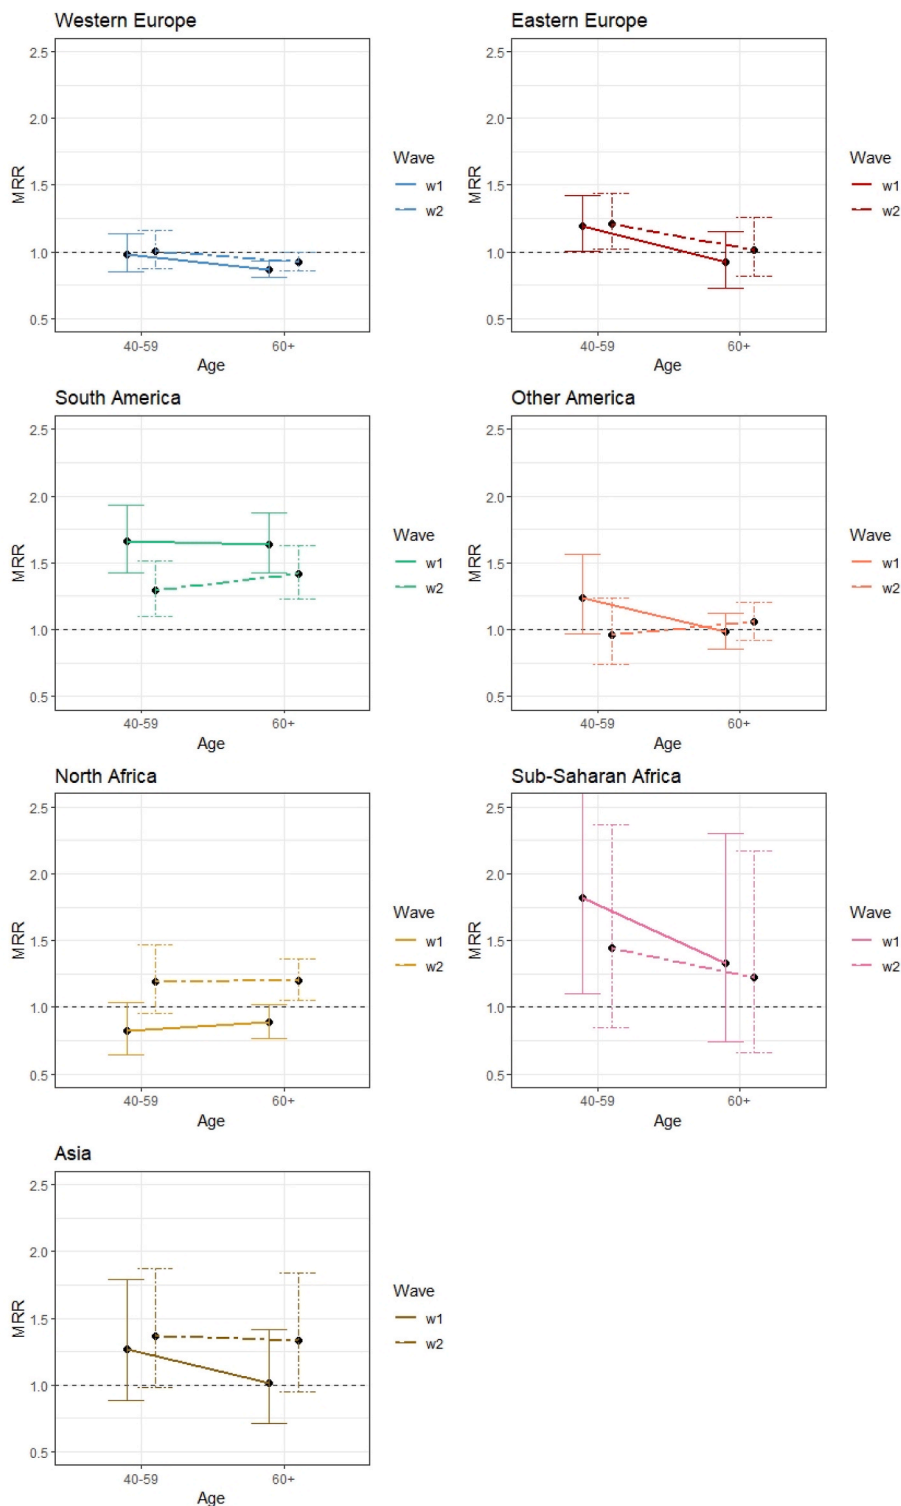 Western Europe
2.5
2.0
1.5
1.0
0.5
MRR
40-59
60+
Age
Wave
w1
w2
Eastern Europe
2.5
2.0
1.5
1.0
0.5
MRR
40-59
60+
Age
Wave
w1
w2
South America
2.5
2.0
1.5
1.0
0.5
MRR
40-59
60+
Age
Wave
w1
w2
Other America
2.5
2.0
1.5
1.0
0.5
MRR
40-59
60+
Age
Wave
w1
w2
North Africa
2.5
2.0
1.5
1.0
0.5
MRR
40-59
60+
Age
Wave
w1
w2
Sub-Saharan Africa
2.5
2.0
1.5
1.0
0.5
MRR
40-59
60+
Age
Wave
w1
w2
Asia
2.5
2.0
1.5
1.0
0.5
MRR
40-59
60+
Age
Wave
w1
w2